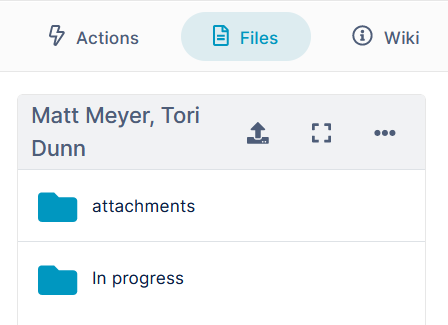 Actions
Files
Wiki
Matt Meyer, Tori
Dunn
attachments
In progress